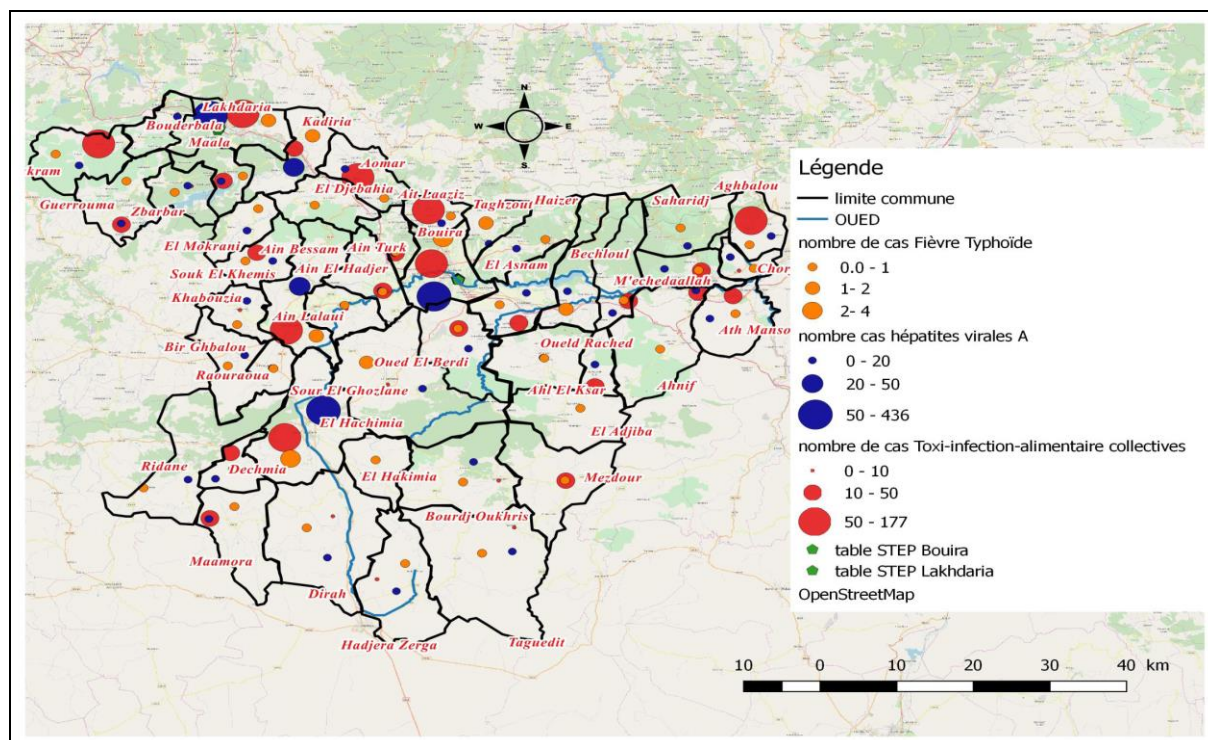 N
W
E
S
Lakhdaria
Bouderbala
Maala
Kadiria
kram
Aomar
El Djebahia
Guerrouma
Zbarbar
Ait Laaziz
Taghzout
Haizer
Saharidj
Aghbalou
El Mokrani
Ain Bessam
Ain Turk
Bouira
Bechloul
Souk El Khemis
Ain El Hadjer
El Asnam
M'echedaallah
Chor
Khabouzia
Ain Lalaui
Ath Manso
Bir Ghbalou
Raouraoua
Oued El Berdi
Oueld Rached
Ahnif
Sour El Ghozlane
Ahl El Ksar
El Hachimia
El Adjiba
Ridane
Dechmia
El Hakimia
Mezdour
Bourdj Oukhris
Maamora
Dirah
Hadjera Zerga
Taguedit
Légende
limite commune
OUED
nombre de cas Fièvre Typhoïde
0.0 - 1
1- 2
2- 4
nombre cas hépatites virales A
0 - 20
20 - 50
50 - 436
nombre de cas Toxi-infection-alimentaire collectives
0 - 10
10 - 50
50 - 177
table STEP Bouira
table STEP Lakhdaria
OpenStreetMap
10 0 10 20 30 40 km